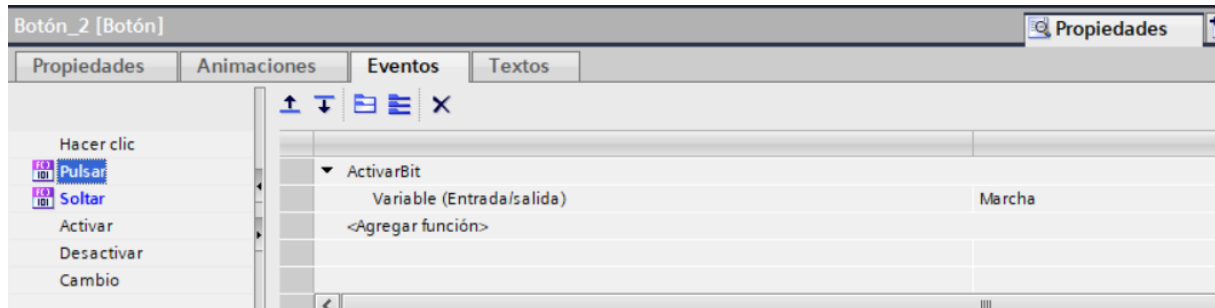 Botón_2 [Botón] Propiedades
Propiedades Animaciones Eventos Textos
Hacer clic
Pulsar ActivarBit
Soltar Variable (Entrada/salida) Marcha
Activar <Agregar función>
Desactivar
Cambio